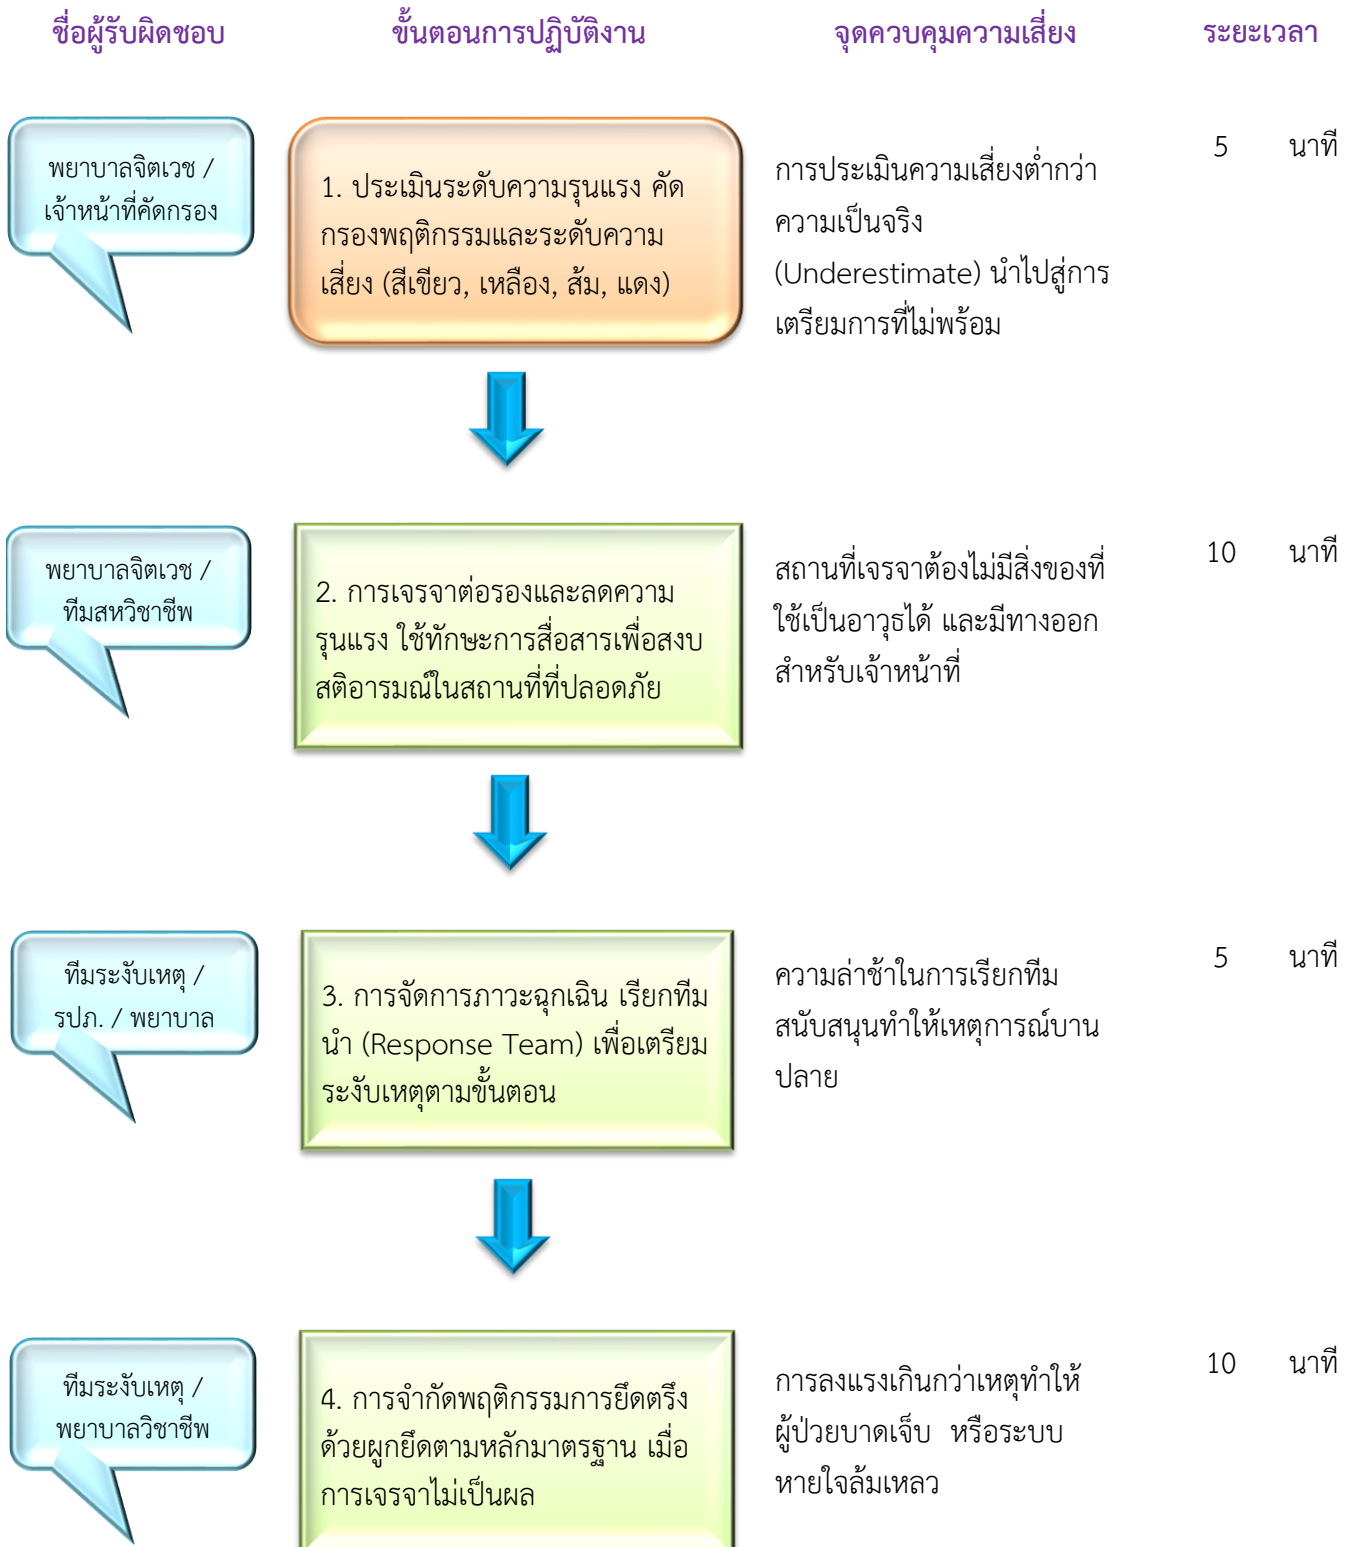 ชื่อผู้รับผิดชอบ ขั้นตอนการปฏิบัติงาน จุดควบคุมความเสี่ยง ระยะเวลา
พยาบาลจิตเวช /
เจ้าหน้าที่คัดกรอง
1. ประเมินระดับความรุนแรง คัด
กรองพฤติกรรมและระดับความ
เสี่ยง (สีเขียว, เหลือง, ส้ม, แดง)
การประเมินความเสี่ยงต่ำกว่า
ความเป็นจริง
(Underestimate) นำไปสู่การ
เตรียมการที่ไม่พร้อม
5 นาที
พยาบาลจิตเวช /
ทีมสหวิชาชีพ
2. การเจรจาต่อรองและลดความ
รุนแรง ใช้ทักษะการสื่อสารเพื่อสงบ
สติอารมณ์ในสถานที่ที่ปลอดภัย
สถานที่เจรจาต้องไม่มีสิ่งของที่
ใช้เป็นอาวุธได้ และมีทางออก
สำหรับเจ้าหน้าที่
10 นาที
ทีมระงับเหตุ /
รปภ. / พยาบาล
3. การจัดการภาวะฉุกเฉิน เรียกทีม
นำ (Response Team) เพื่อเตรียม
ระงับเหตุตามขั้นตอน
ความล่าช้าในการเรียกทีม
สนับสนุนทำให้เหตุการณ์บาน
ปลาย
5 นาที
ทีมระงับเหตุ /
พยาบาลวิชาชีพ
4. การจำกัดพฤติกรรมการยึดตรึง
ด้วยผูกยึดตามหลักมาตรฐาน เมื่อ
การเจรจาไม่เป็นผล
การลงแรงเกินกว่าเหตุทำให้
ผู้ป่วยบาดเจ็บ หรือระบบ
หายใจล้มเหลว
10 นาที